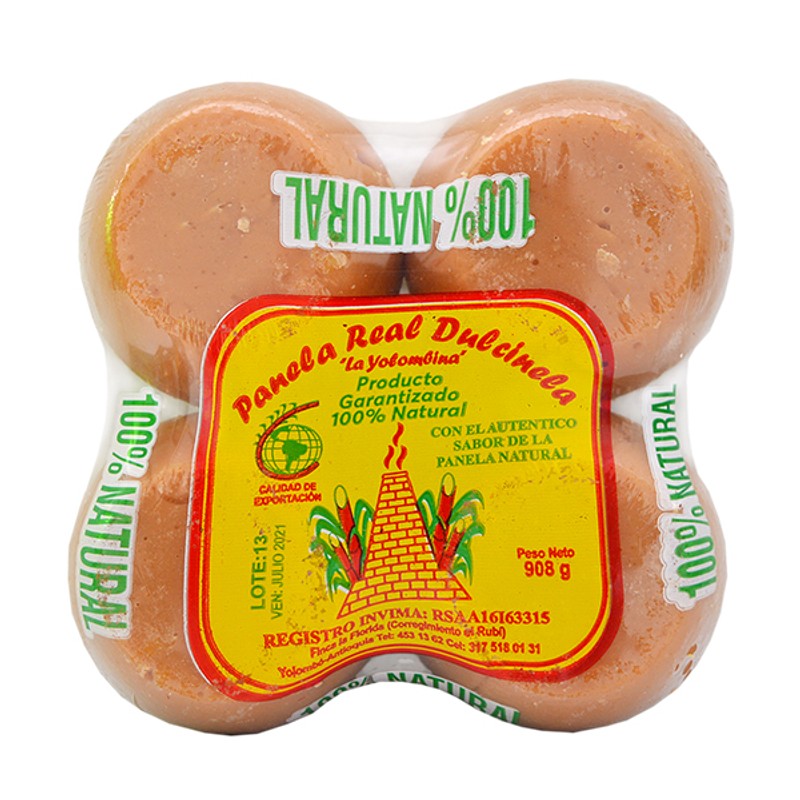 100% NATURAL
Panela Real Dulcinela
"La Yolombina"
Producto
Garantizado
100% Natural
CON EL AUTENTICO
SABOR DE LA
PANELA NATURAL
CALIDAD DE
EXPORTACIÓN
LOTE:13
VEN: JULIO 2021
Peso Neto
908 g
REGISTRO INVIMA: RSAA16I63315
Finca la Florida (Corregimiento el Rubí)
Yolombó-Antioquia Tel: 453 13 62 Cel: 317 518 01 31
100% NATURAL
100% NATURAL
100% NATURAL